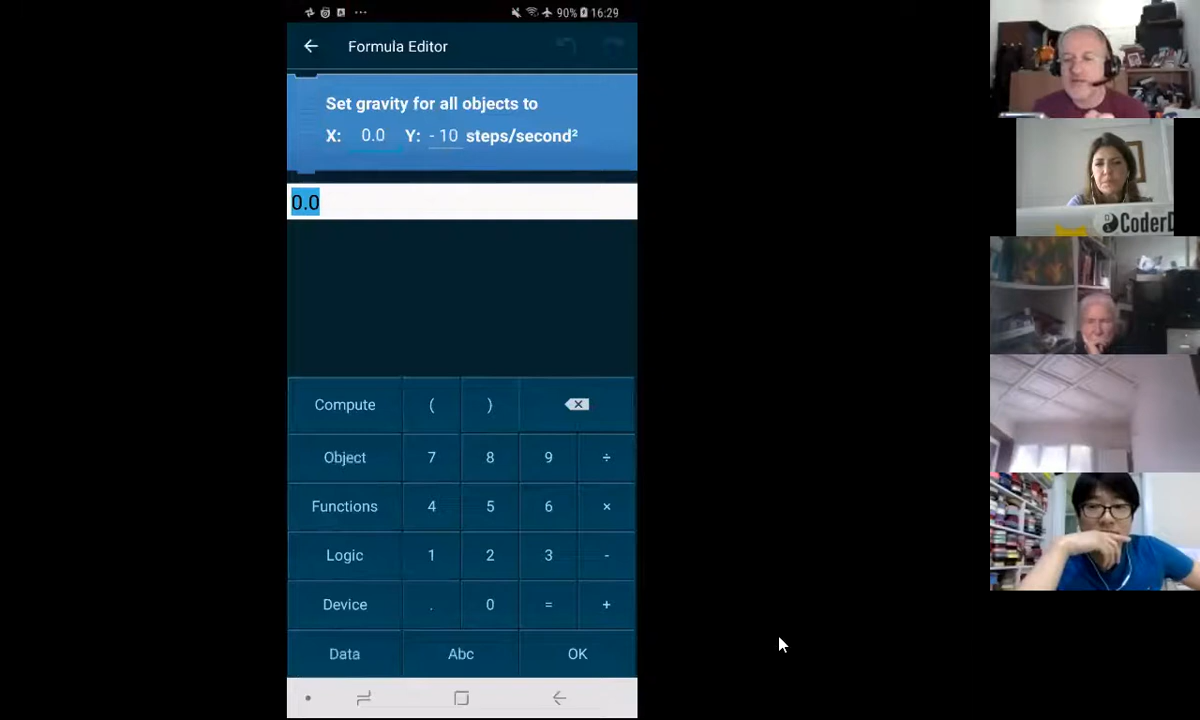 90% 16:29
Formula Editor
Set gravity for all objects to
X: 0.0 Y: - 10 steps/second²
0.0
Compute ( )
Object 7 8 9 ÷
Functions 4 5 6 ×
Logic 1 2 3 -
Device . 0 = +
Data Abc OK
CoderD